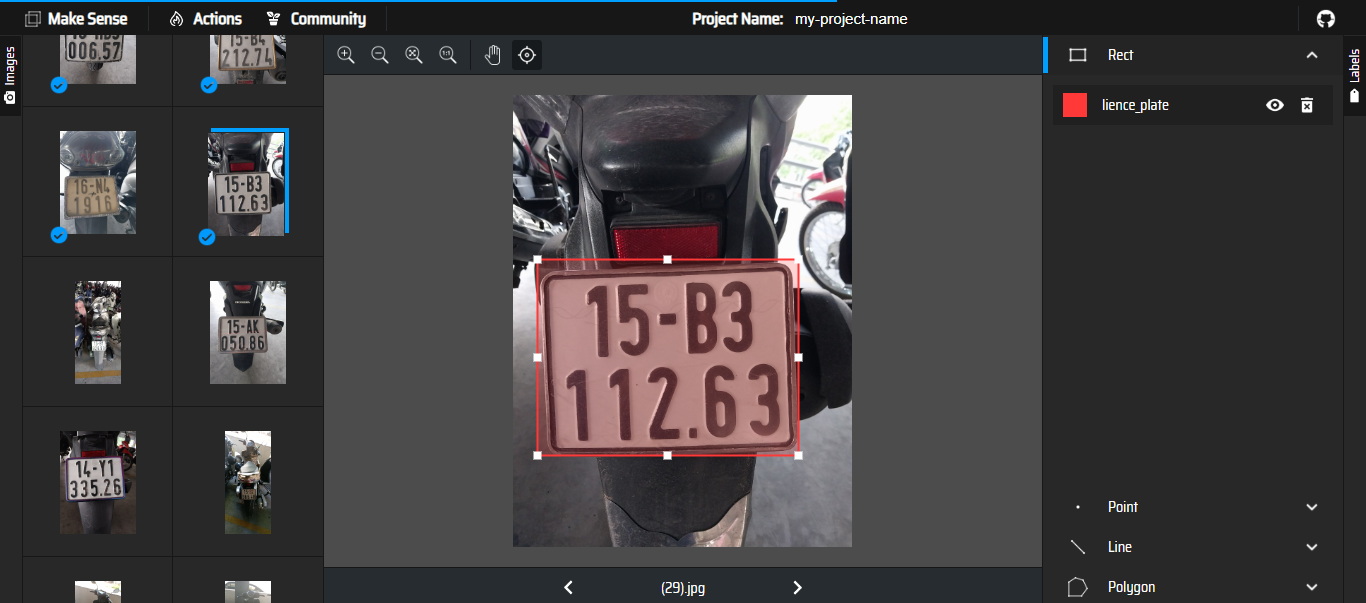 Make Sense
Actions
Community
Project Name: my-project-name
Images
006.57
15-B4
212.74
16-N4
1916
15-B3
112.63
15-AK
050.86
14-Y1
335.26
1:1
15-B3
112.63
(29).jpg
Rect
lience_plate
Point
Line
Polygon
Labels